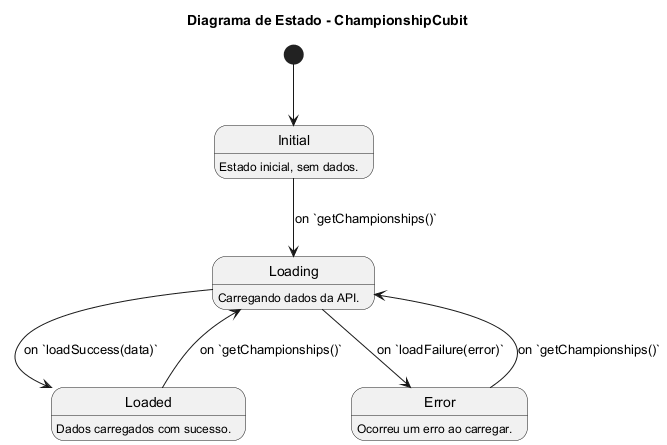 Diagrama de Estado - ChampionshipCubit
Initial
Estado inicial, sem dados.
on `getChampionships()`
Loading
Carregando dados da API.
on `loadSuccess(data)`
on `getChampionships()`
on `loadFailure(error)`
on `getChampionships()`
Loaded
Dados carregados com sucesso.
Error
Ocorreu um erro ao carregar.